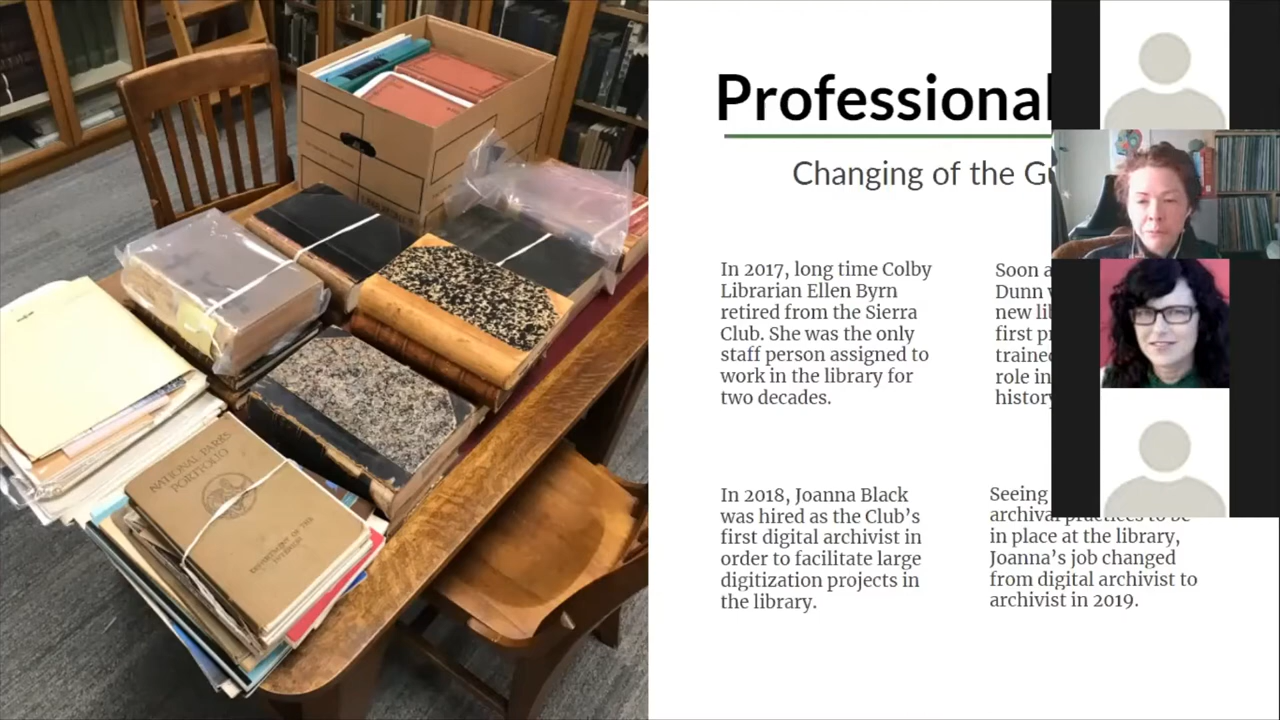 Professional
Changing of the
In 2017, long time Colby
Librarian Ellen Byrn
retired from the Sierra
Club. She was the only
staff person assigned to
work in the library for
two decades.
Soon
Dunn
new
first
role in
history
In 2018, Joanna Black
was hired as the Club's
first digital archivist in
order to facilitate large
digitization projects in
the library.
Seeing
archival practices to be
in place at the library,
Joanna's job changed
from digital archivist to
archivist in 2019.
NATIONAL PARKS
PORTFOLIO
DEPARTMENT OF THE
INTERIOR